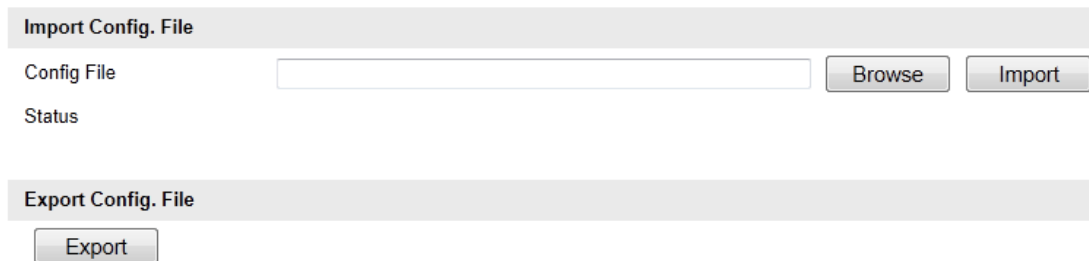 Import Config. File
Config File Browse Import
Status
Export Config. File
Export